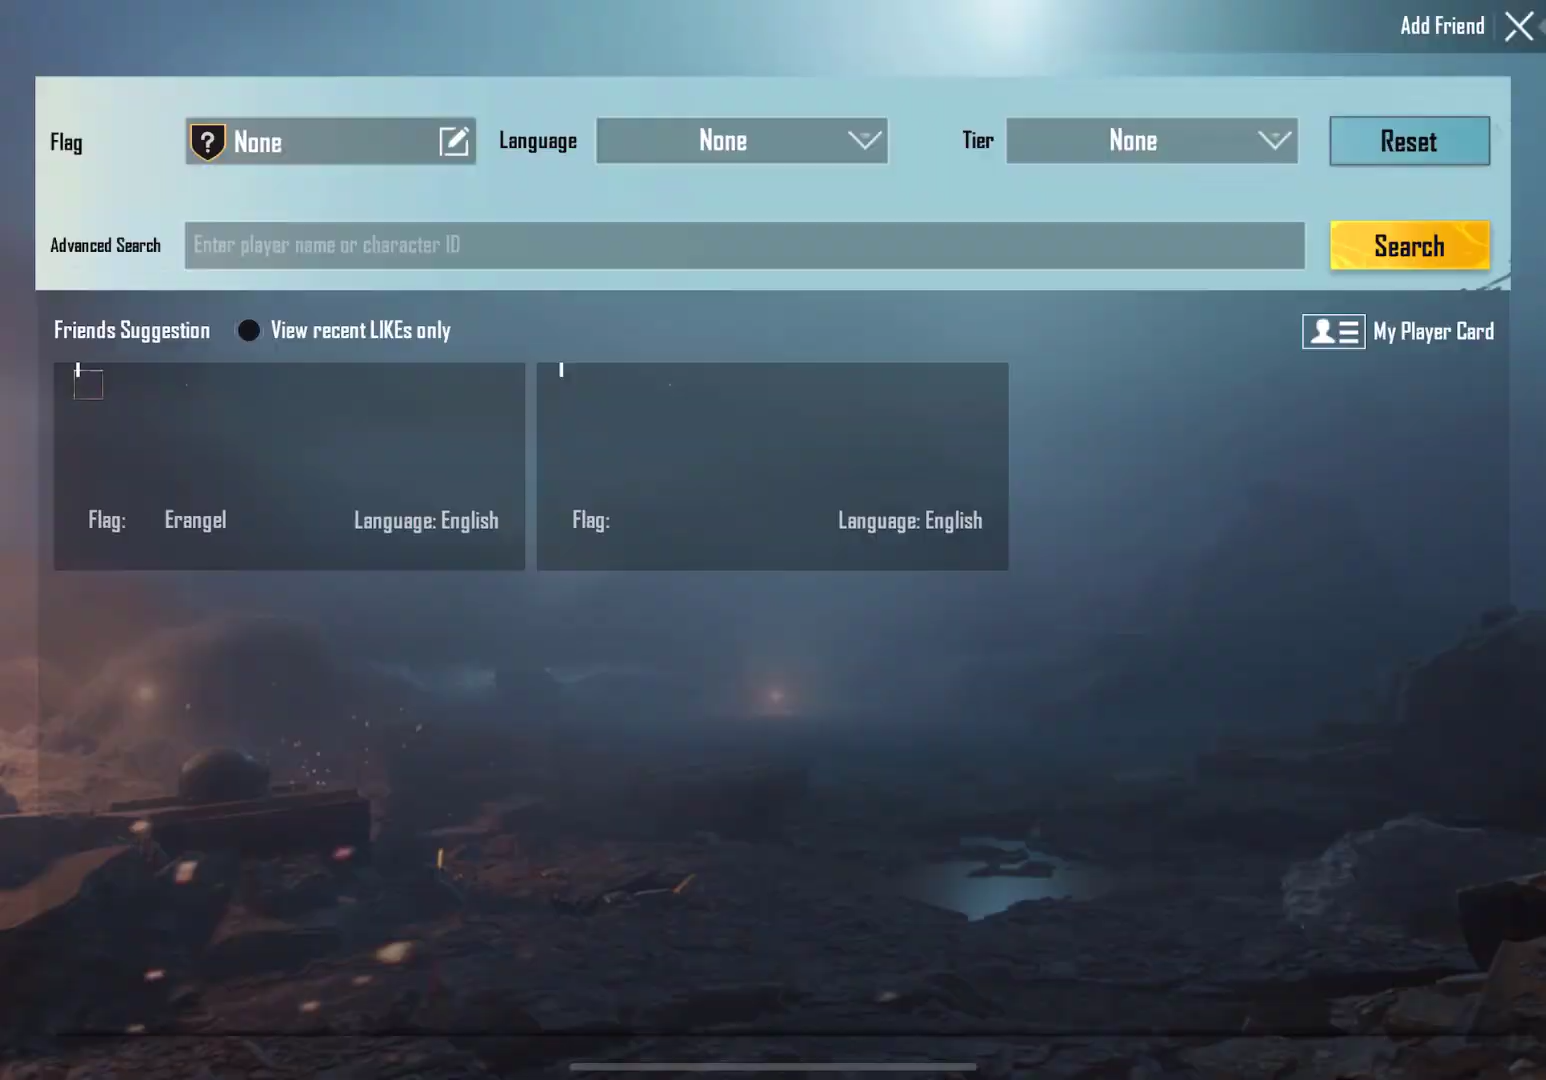 Add Friend
Flag
? None
Language
None
Tier
None
Reset
Advanced Search
Enter player name or character ID
Search
Friends Suggestion
View recent LIKEs only
My Player Card
Flag:
Erangel
Language: English
Flag:
Language: English